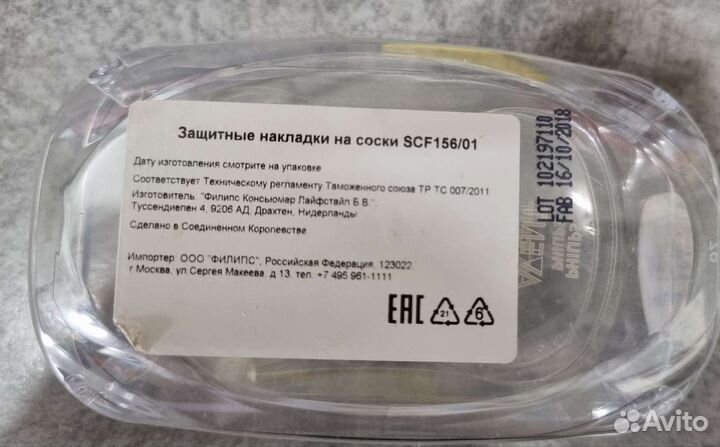 Защитные накладки на соски SCF156/01
Дату изготовления смотрите на упаковке
Соответствует Техническому регламенту Таможенного союза ТР ТС 007/2011
Изготовитель: "Филипс Консьюмер Лайфстайл Б.В.",
Туссендиепен 4, 9206 АД, Драхтен, Нидерланды
Сделано в Соединенном Королевстве
Импортер: ООО "ФИЛИПС", Российская Федерация, 123022
г Москва, ул Сергея Макеева, д 13, тел. +7 495 961-1111
EAC 21 6
LOT 102197110
FAB 16/10/2018
AVENT
Avito